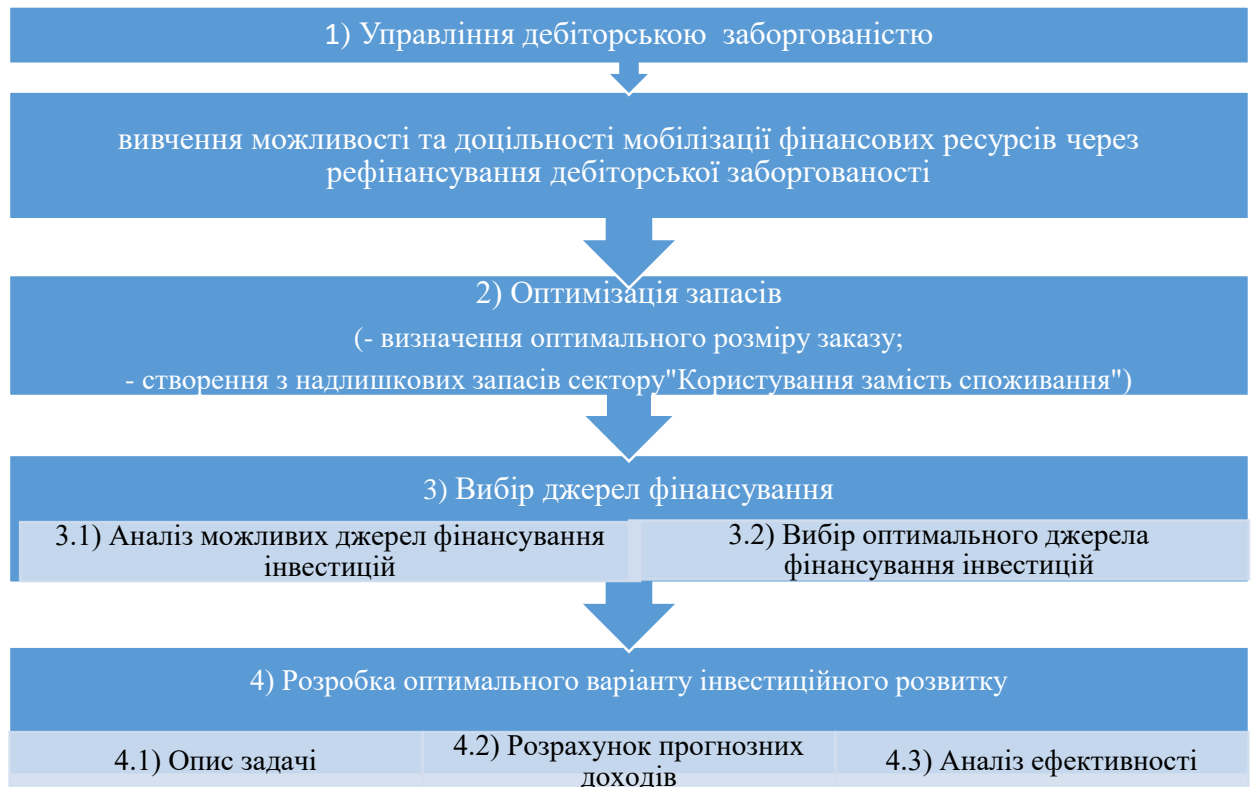 1) Управління дебіторською заборгованістю
вивчення можливості та доцільності мобілізації фінансових ресурсів через
рефінансування дебіторської заборгованості
2) Оптимізація запасів
(- визначення оптимального розміру заказу;
- створення з надлишкових запасів сектору"Користування замість споживання")
3) Вибір джерел фінансування
3.1) Аналіз можливих джерел фінансування
інвестицій
3.2) Вибір оптимального джерела
фінансування інвестицій
4) Розробка оптимального варіанту інвестиційного розвитку
4.1) Опис задачі
4.2) Розрахунок прогнозних
доходів
4.3) Аналіз ефективності